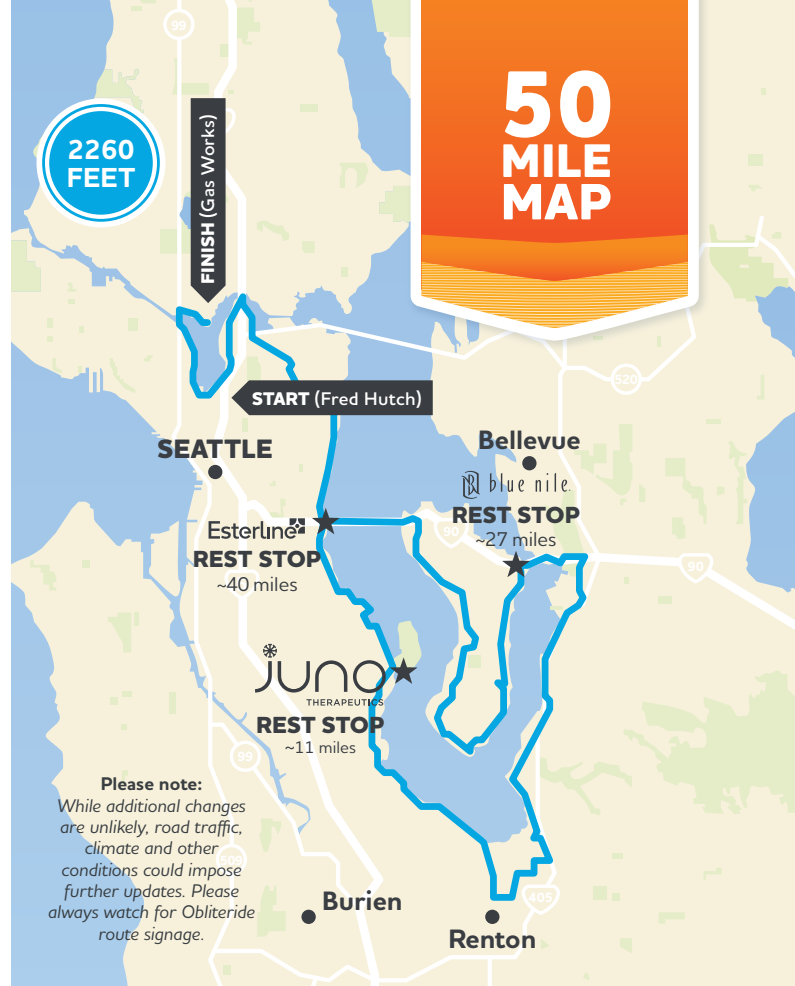 99
2260
FEET
FINISH (Gas Works)
50
MILE
MAP
520
START (Fred Hutch)
SEATTLE
Bellevue
blue nile.
REST STOP
~27 miles
90
Esterline
REST STOP
~40 miles
90
juno
THERAPEUTICS
REST STOP
~11 miles
99
Please note:
While additional changes
are unlikely, road traffic,
climate and other
conditions could impose
further updates. Please
always watch for Obliteride
route signage.
509
405
Burien
Renton